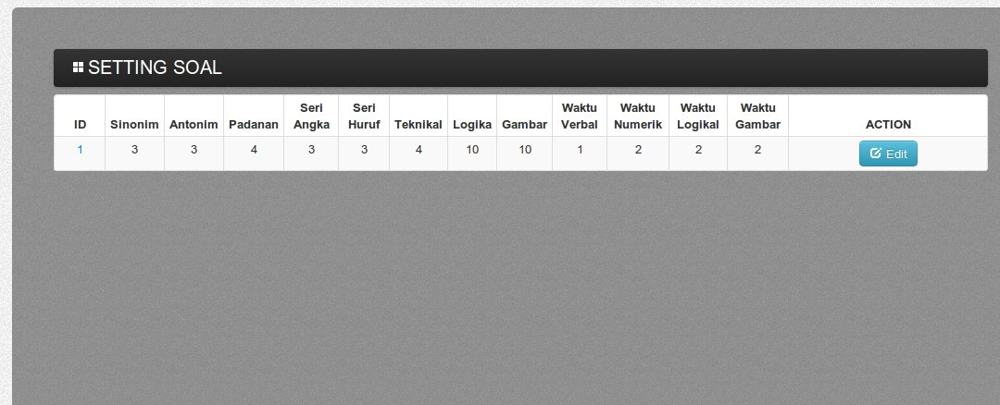 SETTING SOAL
ID Sinonim Antonim Padanan Seri Angka Seri Huruf Teknikal Logika Gambar Waktu Verbal Waktu Numerik Waktu Logikal Waktu Gambar ACTION
1 3 3 4 3 3 4 10 10 1 2 2 2 Edit